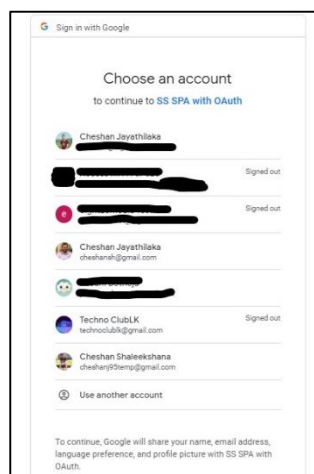 Sign in with Google
Choose an account
to continue to SS SPA with OAuth
Cheshan Jayathilaka
Signed out
e
Signed out
Cheshan Jayathilaka
cheshansh@gmail.com
Techno ClubLK
technoclublk@gmail.com
Signed out
Cheshan Shaleekshana
cheshanj95temp@gmail.com
Use another account
To continue, Google will share your name, email address,
language preference, and profile picture with SS SPA with
OAuth.